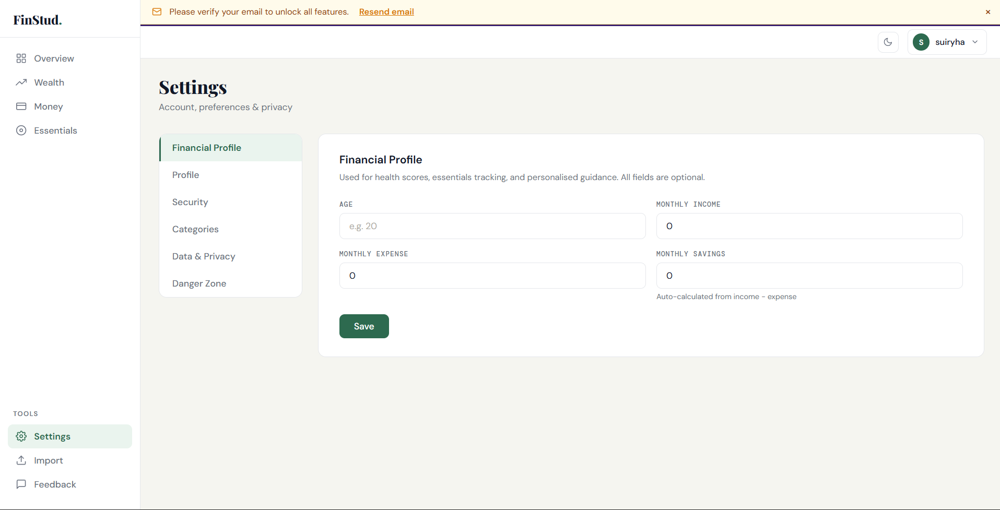 FinStud.
Please verify your email to unlock all features. Resend email ×
S suiryha
Overview
Wealth
Money
Essentials
Settings
Account, preferences & privacy
Financial Profile
Profile
Security
Categories
Data & Privacy
Danger Zone
Financial Profile
Used for health scores, essentials tracking, and personalised guidance. All fields are optional.
AGE
e.g. 20
MONTHLY INCOME
0
MONTHLY EXPENSE
0
MONTHLY SAVINGS
0
Auto-calculated from income - expense
Save
TOOLS
Settings
Import
Feedback